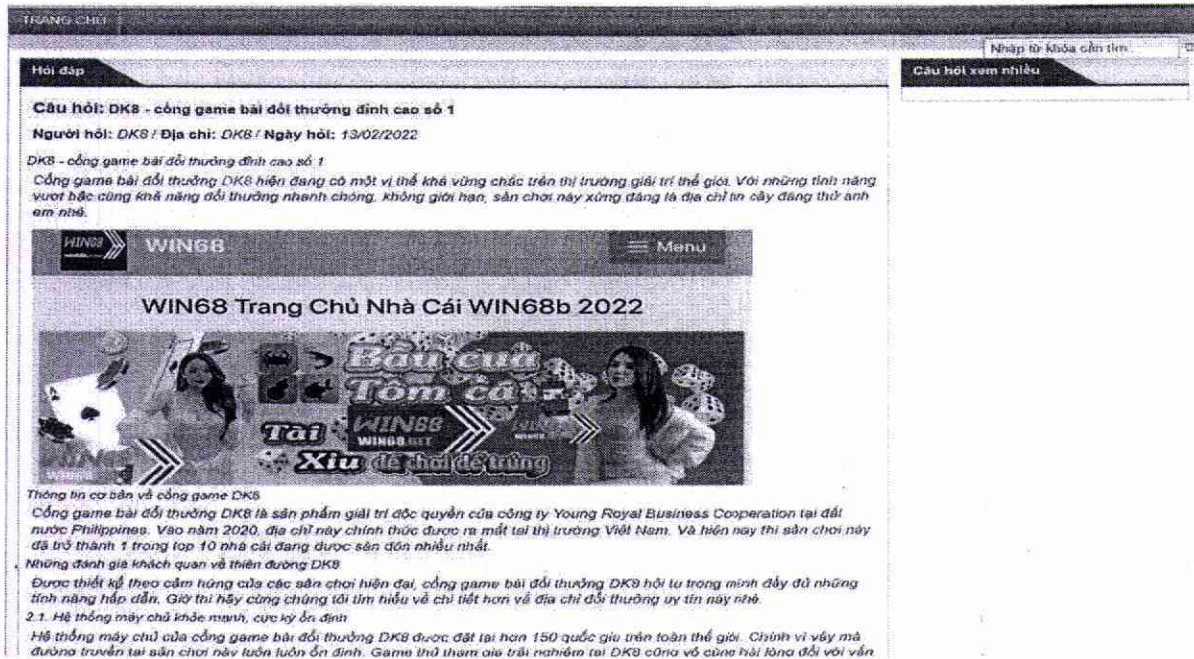 TRANG CHỦ
Nhập từ khóa cần tìm
Hỏi đáp
Câu hỏi xem nhiều
Câu hỏi: DK8 - cổng game bài đổi thưởng đỉnh cao số 1
Người hỏi: DK8 / Địa chỉ: DK8 / Ngày hỏi: 13/02/2022
DK8 - cổng game bài đổi thưởng đỉnh cao số 1
Cổng game bài đổi thưởng DK8 hiện đang có một vị thế khá vững chắc trên thị trường giải trí thế giới. Với những tính năng
vượt bậc cùng khả năng đổi thưởng nhanh chóng, không giới hạn, sân chơi này xứng đáng là địa chỉ tin cậy đáng thử anh
em nhé.
WIN68 WIN68 Menu
WIN68 Trang Chủ Nhà Cái WIN68b 2022
Bầu cua
Tôm cá
Tài WIN68
WIN68.NET
Xỉu dễ chơi dễ trúng
Thông tin cơ bản về cổng game DK8
Cổng game bài đổi thưởng DK8 là sản phẩm giải trí độc quyền của công ty Young Royal Business Cooperation tại đất
nước Philippines. Vào năm 2020, địa chỉ này chính thức được ra mắt tại thị trường Việt Nam. Và hiện nay thì sân chơi này
đã trở thành 1 trong top 10 nhà cái đang được săn đón nhiều nhất.
Những đánh giá khách quan về thiên đường DK8
Được thiết kế theo cảm hứng của các sân chơi hiện đại, cổng game bài đổi thưởng DK8 hội tụ trong mình đầy đủ những
tính năng hấp dẫn. Giờ thì hãy cùng chúng tôi tìm hiểu về chi tiết hơn về địa chỉ đổi thưởng uy tín này nhé.
2.1. Hệ thống máy chủ khỏe mạnh, cực kỳ ổn định
Hệ thống máy chủ của cổng game bài đổi thưởng DK8 được đặt tại hơn 150 quốc gia trên toàn thế giới. Chính vì vậy mà
đường truyền tại sân chơi này luôn luôn ổn định. Game thủ tham gia trải nghiệm tại DK8 cũng vô cùng hài lòng đối với vấn